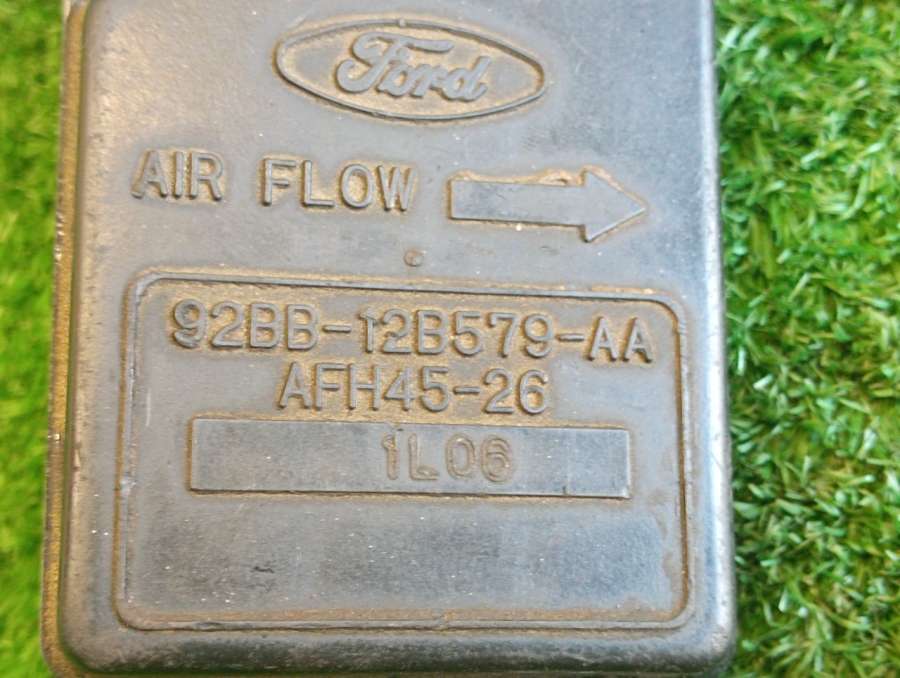 Ford
AIR FLOW
92BB-12B579-AA
AFH45-26
1L06